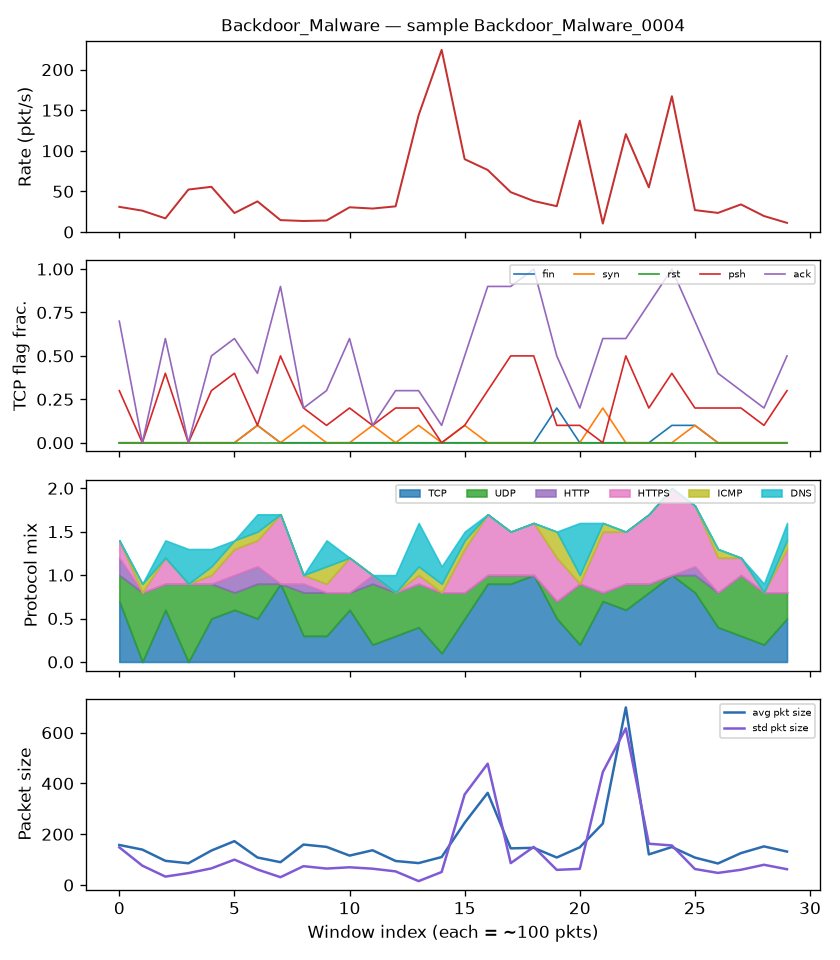 Backdoor_Malware — sample Backdoor_Malware_0004
Rate (pkt/s)
200
150
100
50
0
TCP flag frac.
1.00
0.75
0.50
0.25
0.00
fin syn rst psh ack
Protocol mix
2.0
1.5
1.0
0.5
0.0
TCP UDP HTTP HTTPS ICMP DNS
Packet size
600
400
200
0
avg pkt size
std pkt size
0 5 10 15 20 25 30
Window index (each = ~100 pkts)